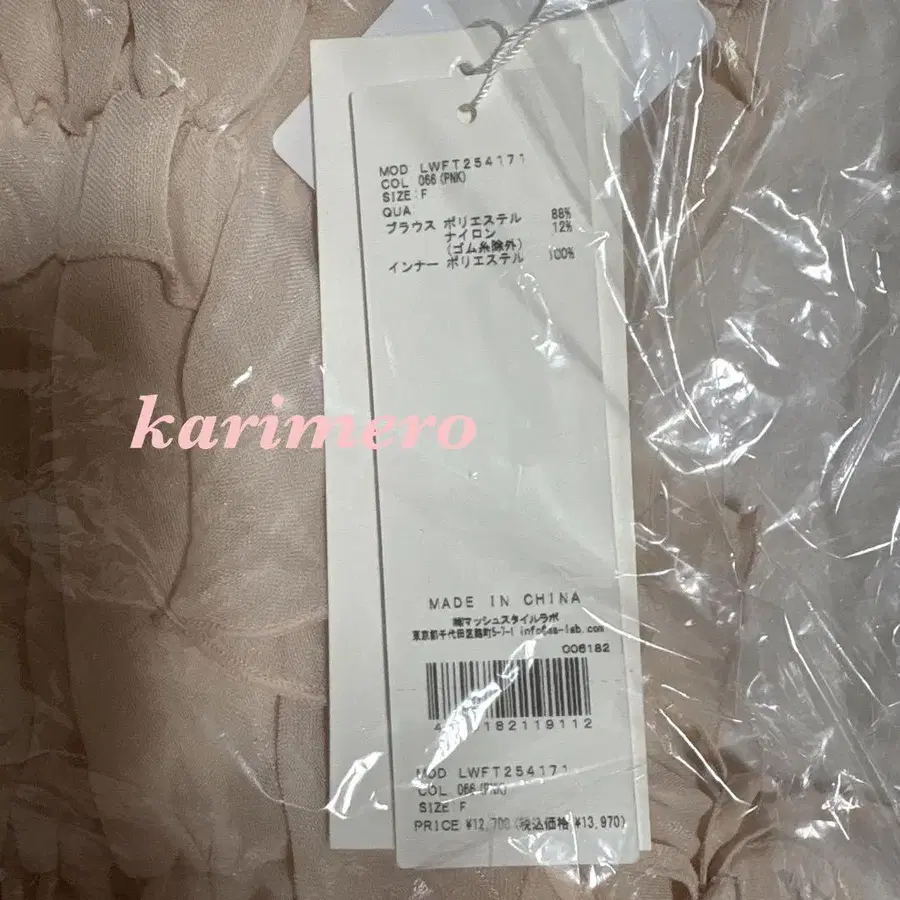 MOD LWFT254171
COL 066(PNK)
SIZE F
QUA
ブラウス ポリエステル 88%
ナイロン 12%
(ゴム糸除外)
インナー ポリエステル 100%
karimero
MADE IN CHINA
㈱マッシュスタイルラボ
東京都千代田区麹町5-7-1
006182
182119112
MOD LWFT254171
COL 066(PNK)
SIZE F
PRICE ¥12,700(税込価格 ¥13,970)